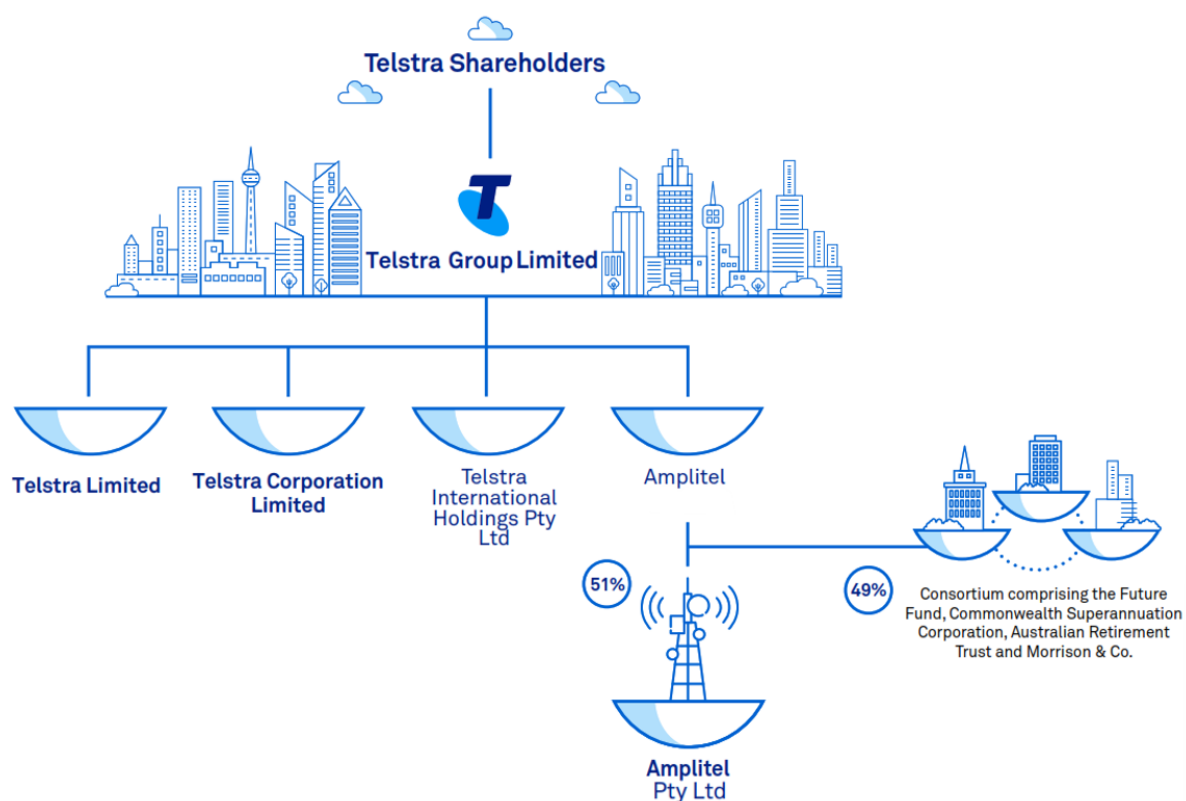 Telstra Shareholders
T
Telstra Group Limited
Telstra Limited
Telstra Corporation
Limited
Telstra
International
Holdings Pty
Ltd
Amplitel
51%
49%
Consortium comprising the Future
Fund, Commonwealth Superannuation
Corporation, Australian Retirement
Trust and Morrison & Co.
Amplitel
Pty Ltd